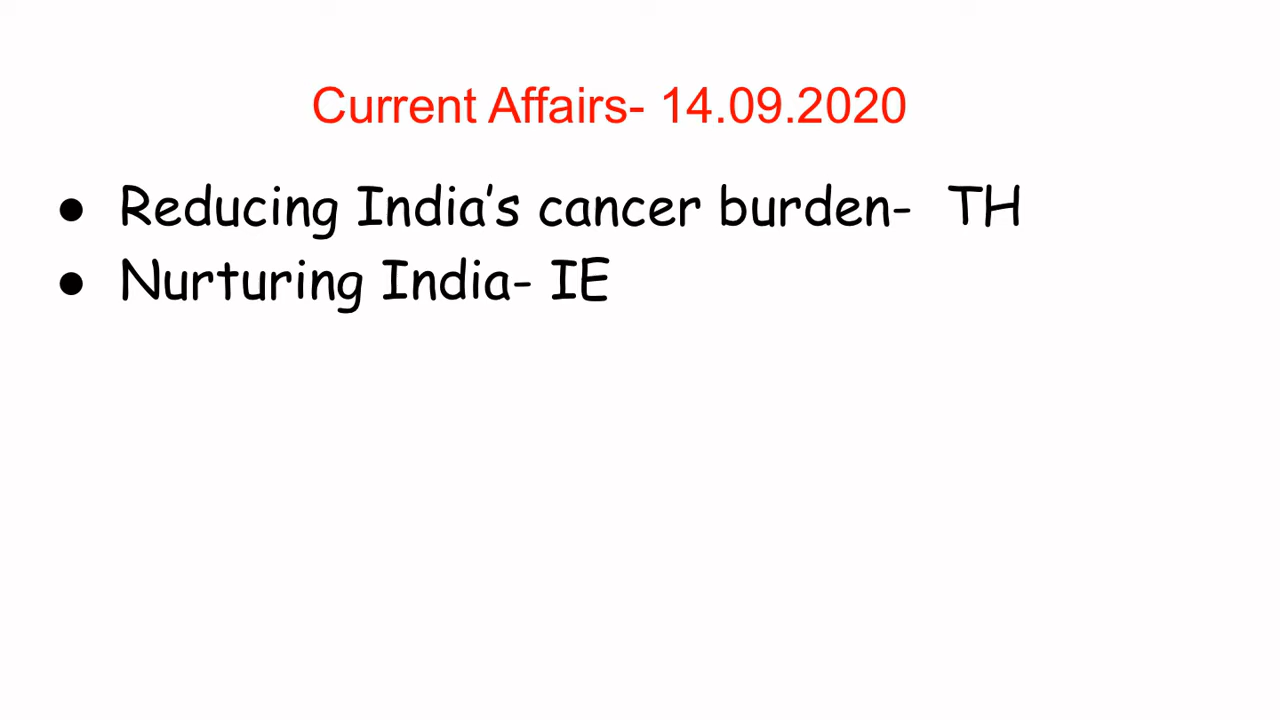 Current Affairs- 14.09.2020
● Reducing India's cancer burden- TH
● Nurturing India- IE